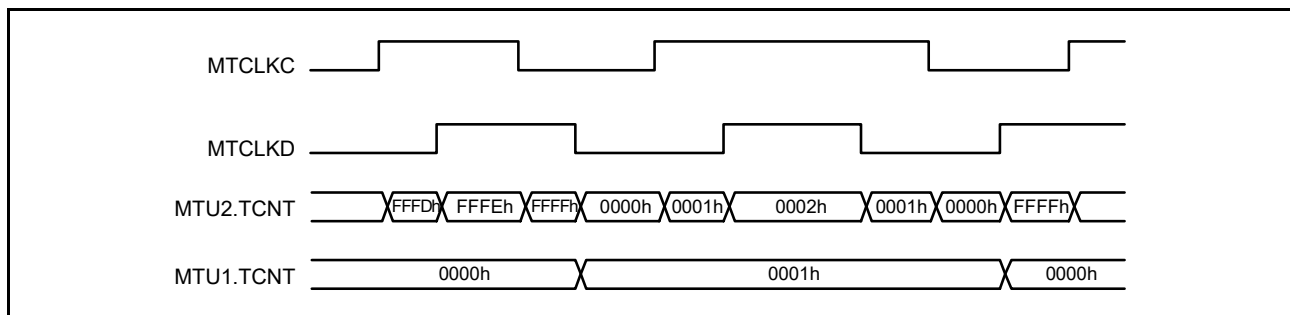 MTCLKC
MTCLKD
MTU2.TCNT FFFDh FFFEh FFFFh 0000h 0001h 0002h 0001h 0000h FFFFh
MTU1.TCNT 0000h 0001h 0000h